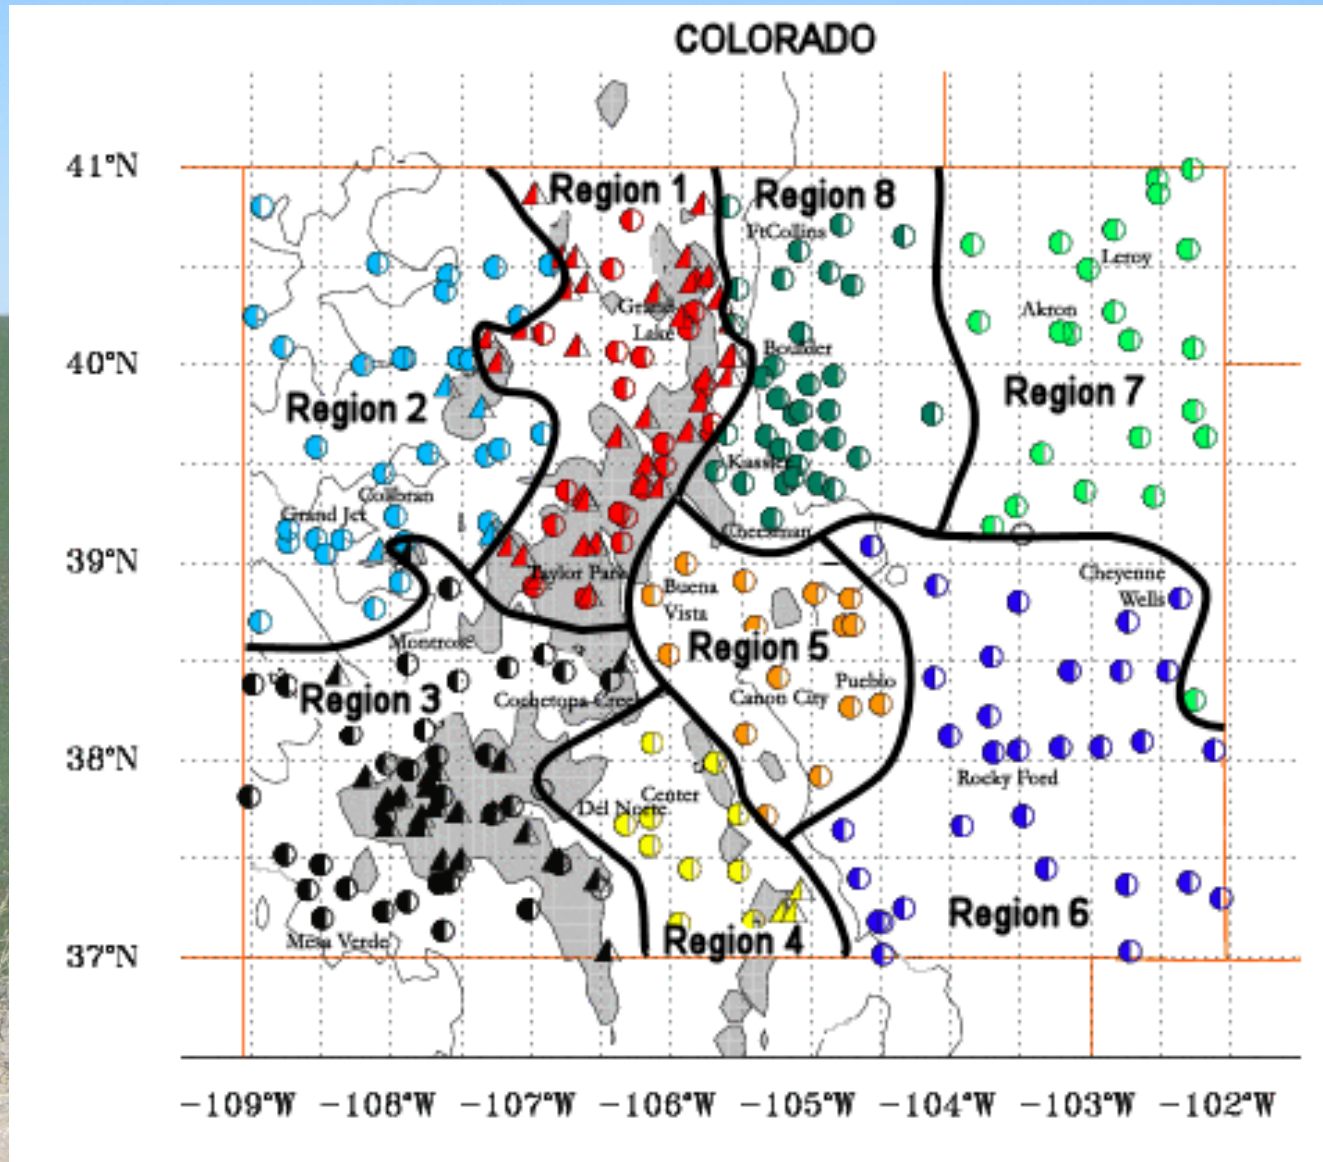 COLORADO
41°N
Region 1
Region 8
FtCollins
Leroy
Grand
Lake
Akron
40°N
Boulder
Region 2
Region 7
Kassler
Collbran
Grand Jct
Cheesman
39°N
Taylor Park
Buena
Vista
Cheyenne
Wells
Montrose
Region 5
Region 3
Cochetopa Creek
Canon City
Pueblo
38°N
Rocky Ford
Del Norte
Center
Mesa Verde
Region 4
Region 6
37°N
-109°W -108°W -107°W -106°W -105°W -104°W -103°W -102°W